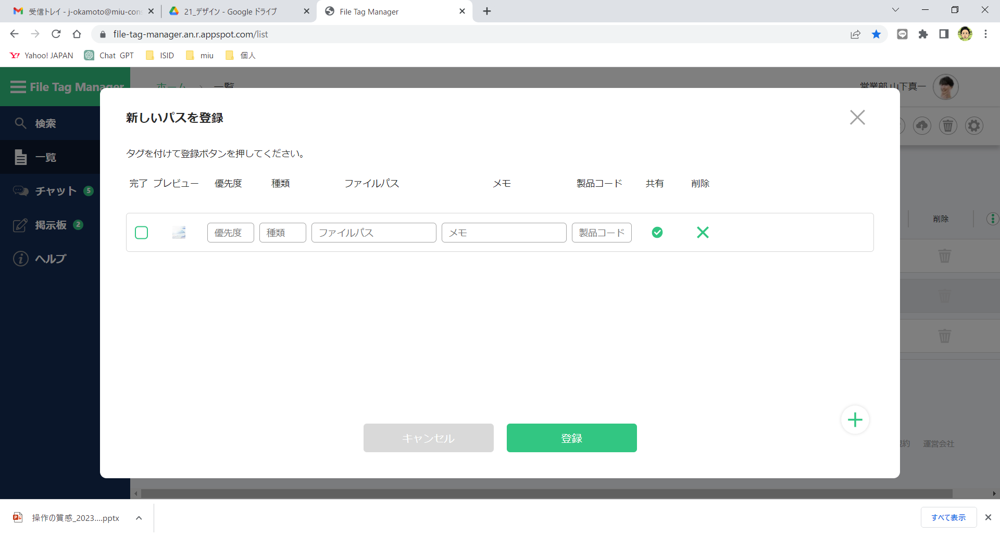 受信トレイ - j-okamoto@miu-cons
21_デザイン - Google ドライブ
File Tag Manager
file-tag-manager.an.r.appspot.com/list
Yahoo! JAPAN
Chat GPT
ISID
miu
個人
File Tag Manager
ホーム
一覧
営業部 山下真一
検索
一覧
チャット 5
掲示板 2
ヘルプ
新しいパスを登録
タグを付けて登録ボタンを押してください。
完了 プレビュー 優先度 種類 ファイルパス メモ 製品コード 共有 削除
優先度 種類 ファイルパス メモ 製品コード
削除
キャンセル
登録
約 運営会社
操作の質感_2023....pptx
すべて表示